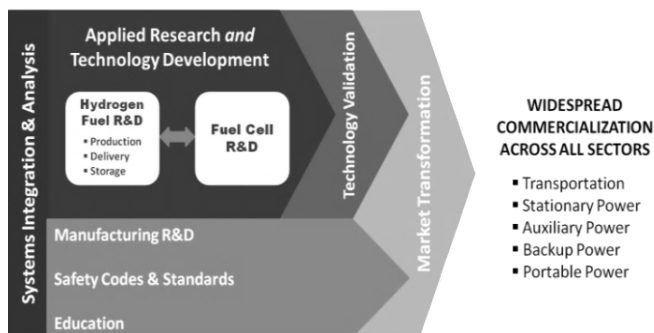 Systems Integration & Analysis
Applied Research and
Technology Development
Hydrogen
Fuel R&D
▪ Production
▪ Delivery
▪ Storage
Fuel Cell
R&D
Technology Validation
Market Transformation
Manufacturing R&D
Safety Codes & Standards
Education
WIDESPREAD
COMMERCIALIZATION
ACROSS ALL SECTORS
▪ Transportation
▪ Stationary Power
▪ Auxiliary Power
▪ Backup Power
▪ Portable Power